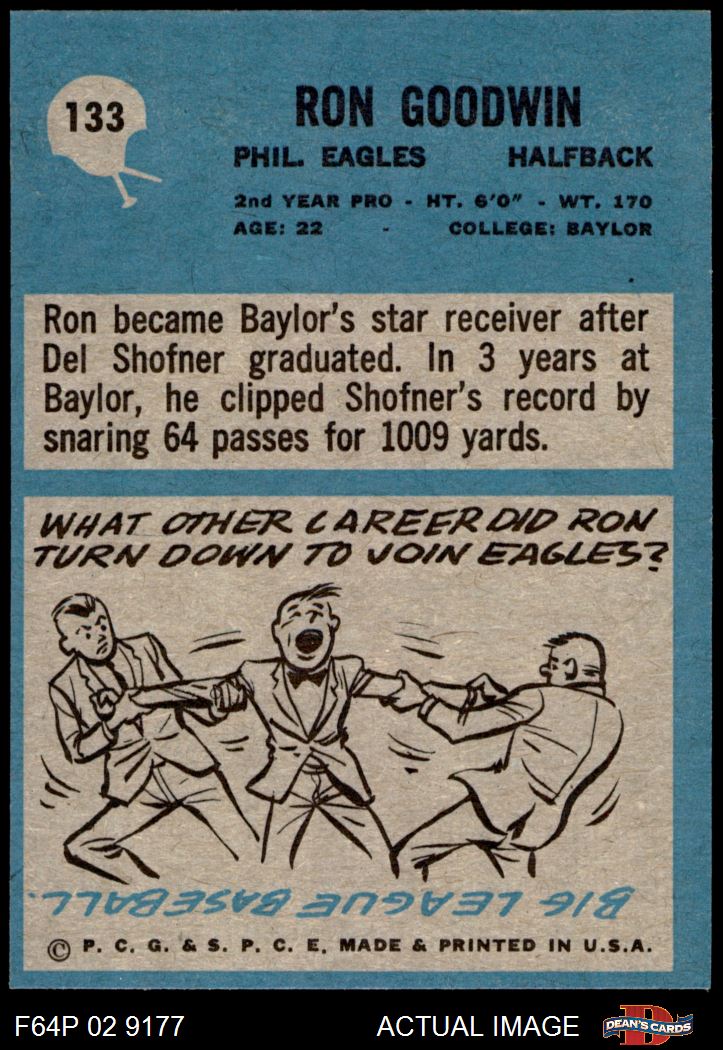 133
RON GOODWIN
PHIL. EAGLES HALFBACK
2nd YEAR PRO - HT. 6'0" - WT. 170
AGE: 22 - COLLEGE: BAYLOR
Ron became Baylor's star receiver after
Del Shofner graduated. In 3 years at
Baylor, he clipped Shofner's record by
snaring 64 passes for 1009 yards.
WHAT OTHER CAREER DID RON
TURN DOWN TO JOIN EAGLES?
BIG LEAGUE BASEBALL.
© P. C. G. & S. P. C. E. MADE & PRINTED IN U.S.A.
F64P 02 9177 ACTUAL IMAGE D DEAN'S CARDS